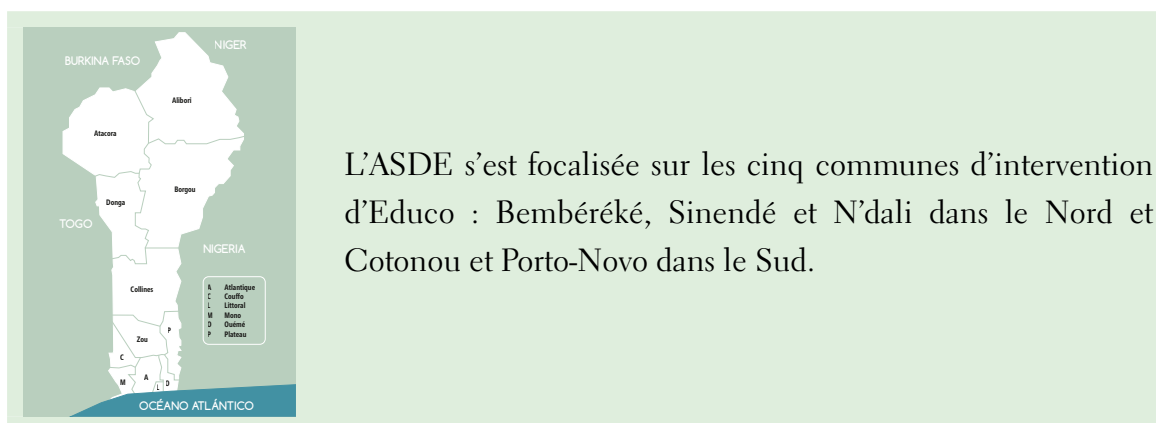 NIGER
BURKINA FASO
Alibori
Atacora
Borgou
Donga
TOGO
NIGERIA
Collines
A Atlantique
C Couffo
L Littoral
M Mono
D Ouémé
P Plateau
P
Zou
C
A
M
L
D
OCÉANO ATLÁNTICO
L’ASDE s’est focalisée sur les cinq communes d’intervention
d’Educo : Bembéréké, Sinendé et N’dali dans le Nord et
Cotonou et Porto-Novo dans le Sud.